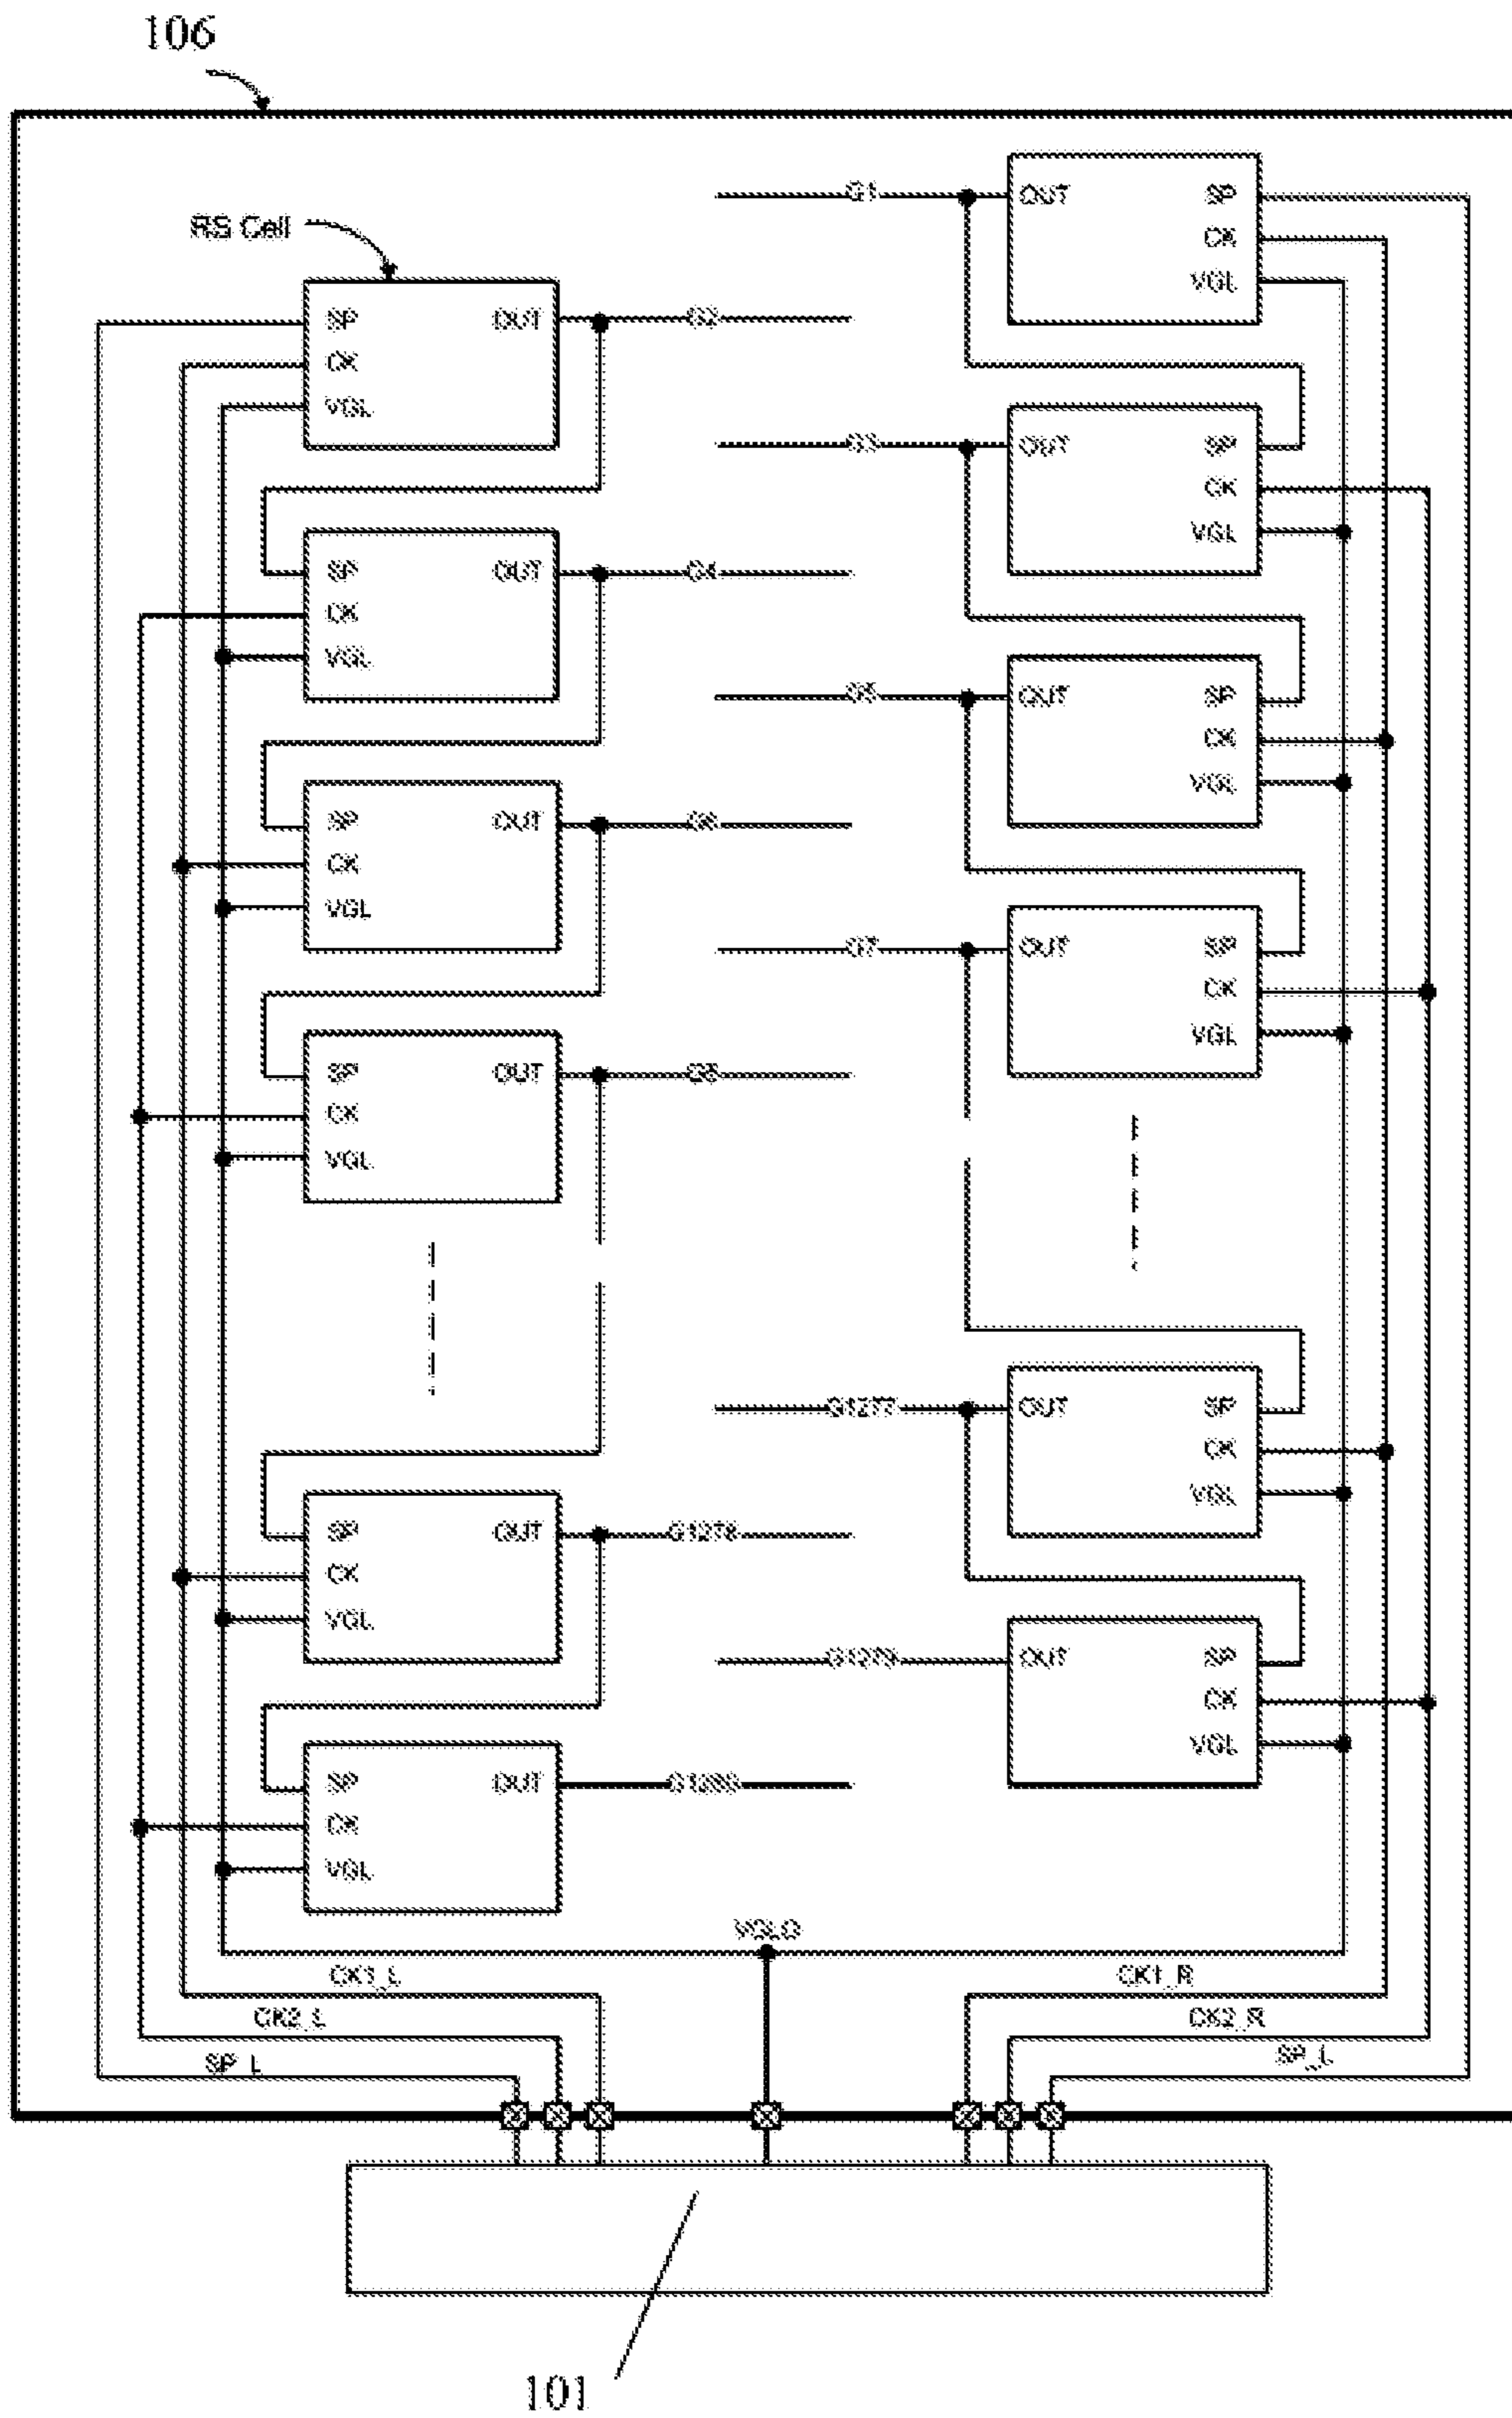 106
G1
OUT SP
CK
VGL
RS Cell
SP OUT
CK
VGL
G2
G3
OUT SP
CK
VGL
SP OUT
CK
VGL
G4
G5
OUT SP
CK
VGL
SP OUT
CK
VGL
G6
G7
OUT SP
CK
VGL
SP OUT
CK
VGL
G8
G1277
OUT SP
CK
VGL
SP OUT
CK
VGL
G1278
G1279
OUT SP
CK
VGL
SP OUT
CK
VGL
G1280
VGLO
CK1_L
CK1_R
CK2_L
CK2_R
SP_L
SP_L
101